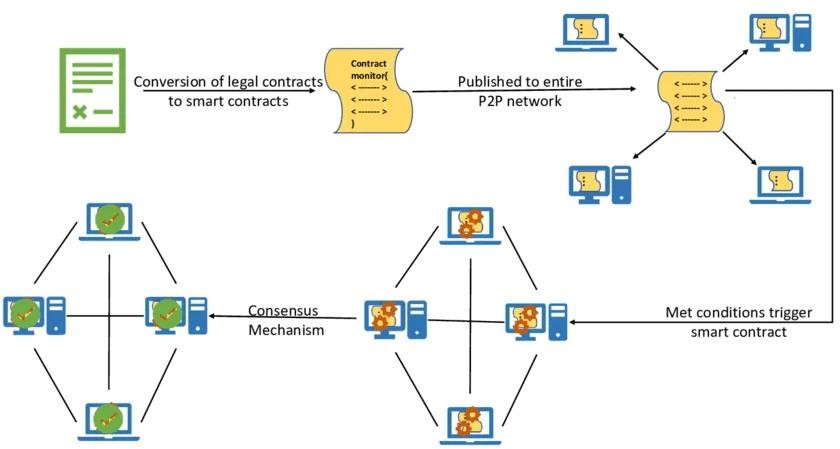 Conversion of legal contracts
to smart contracts
Contract
monitor{
< ------- >
< ------- >
< ------- >
}
Published to entire
P2P network
< ------ >
< ------ >
< ------ >
< ------ >
Met conditions trigger
smart contract
Consensus
Mechanism